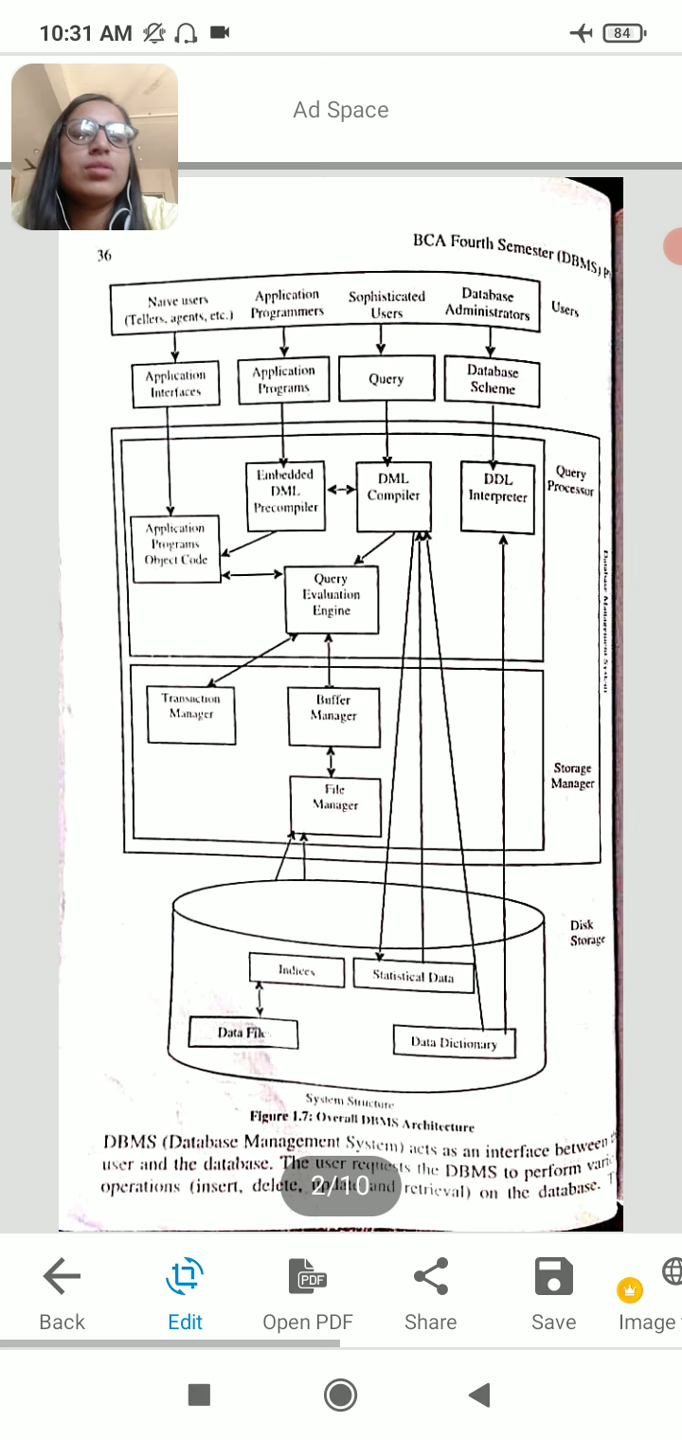 10:31 AM
84
Ad Space
36
BCA Fourth Semester (DBMS)
Naive users
(Tellers, agents, etc.)
Application
Programmers
Sophisticated
Users
Database
Administrators
Users
Application
Interfaces
Application
Programs
Query
Database
Scheme
Embedded
DML
Precompiler
DML
Compiler
DDL
Interpreter
Query
Processor
Application
Programs
Object Code
Query
Evaluation
Engine
Database Management System
Transaction
Manager
Buffer
Manager
File
Manager
Storage
Manager
Disk
Storage
Indices
Statistical Data
Data File
Data Dictionary
System Structure
Figure 1.7: Overall DBMS Architecture
DBMS (Database Management System) acts as an interface between
user and the database. The user requests the DBMS to perform
operations (insert, delete, update and retrieval) on the database.
2/10
Back
Edit
PDF
Open PDF
Share
Save
Image